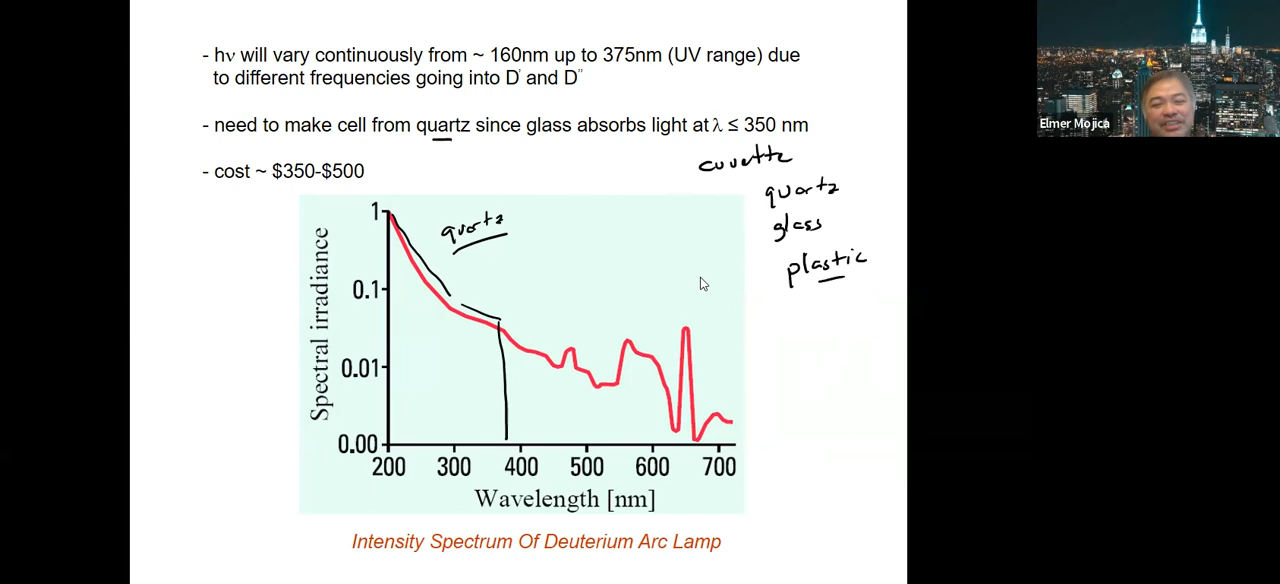 - hν will vary continuously from ~ 160nm up to 375nm (UV range) due
to different frequencies going into D' and D''
- need to make cell from quartz since glass absorbs light at λ ≤ 350 nm
- cost ~ $350-$500
Elmer Mojica
cuvette
quartz
glass
plastic
quartz
Spectral irradiance
1
0.1
0.01
0.00
200 300 400 500 600 700
Wavelength [nm]
Intensity Spectrum Of Deuterium Arc Lamp